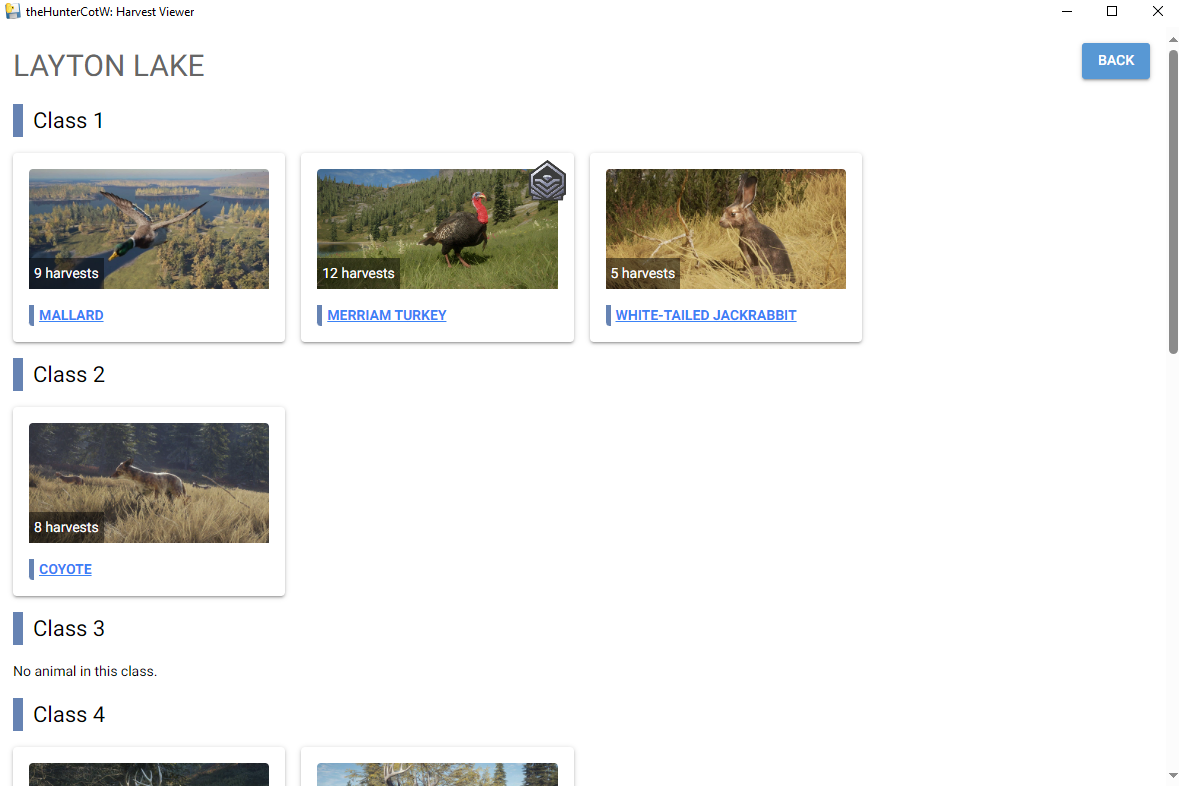 theHunterCotW: Harvest Viewer
LAYTON LAKE
BACK
Class 1
9 harvests
12 harvests
5 harvests
MALLARD
MERRIAM TURKEY
WHITE-TAILED JACKRABBIT
Class 2
8 harvests
COYOTE
Class 3
No animal in this class.
Class 4